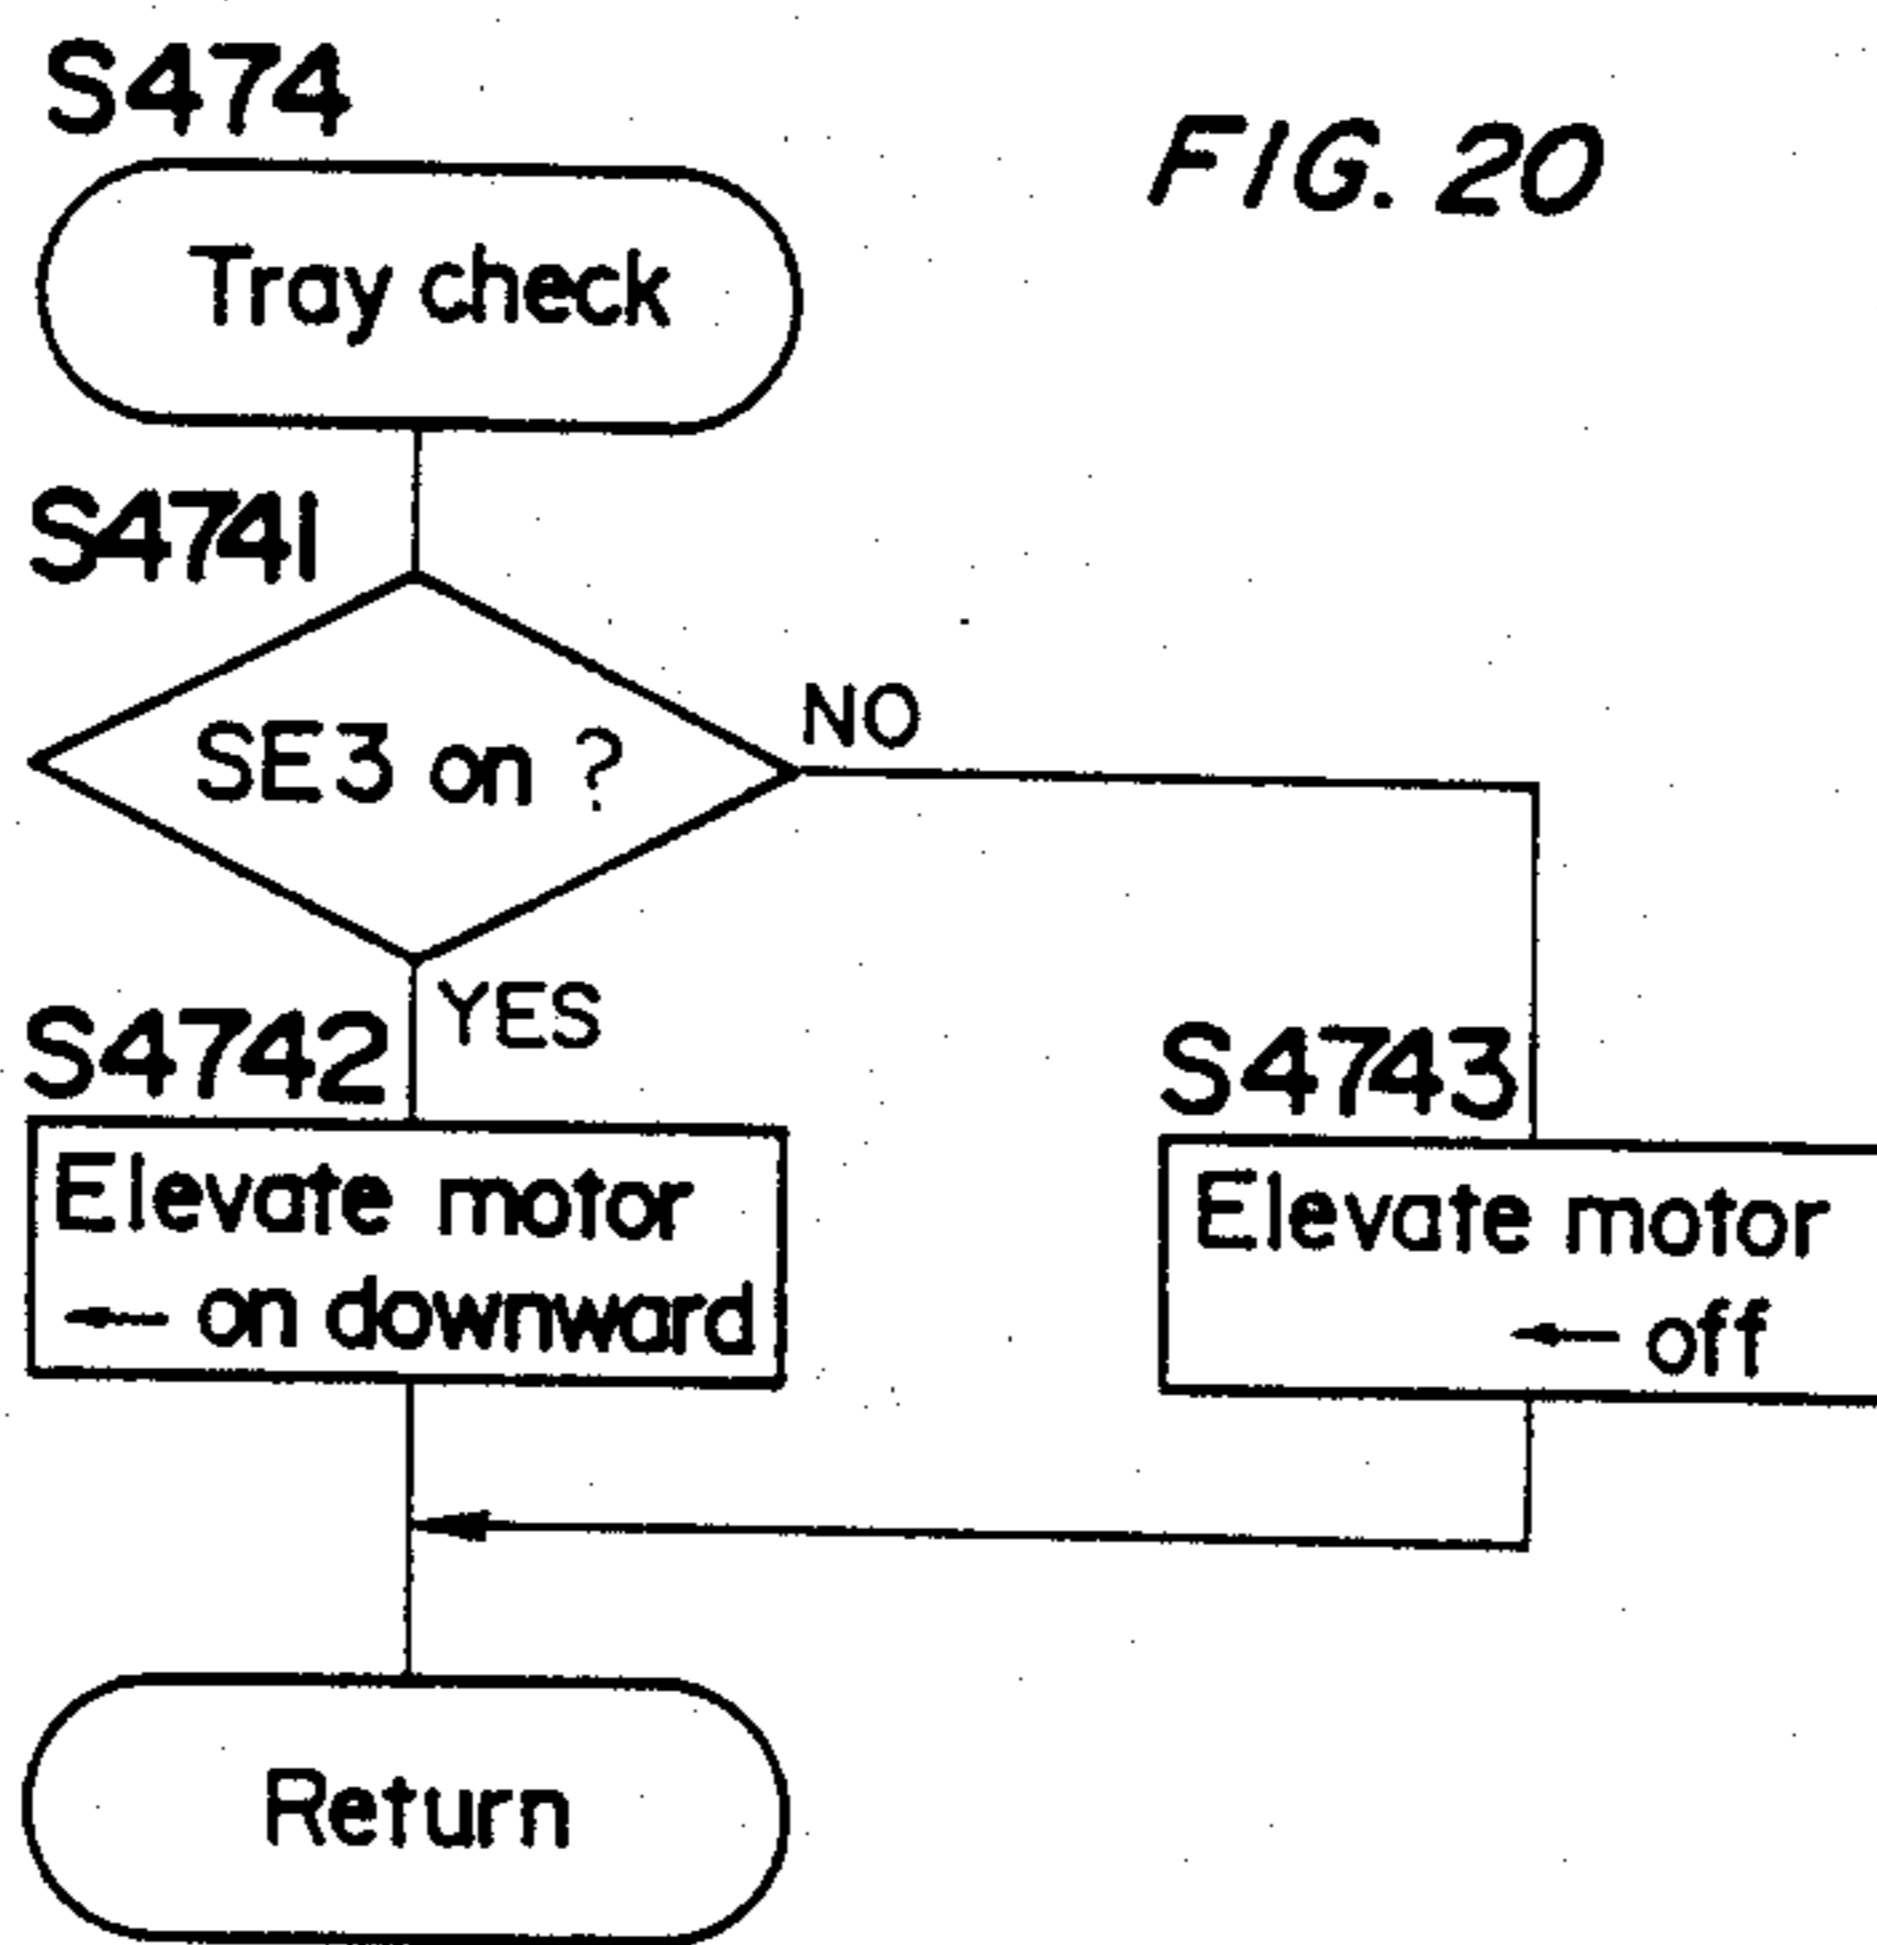 S474
FIG. 20
Tray check
S4741
SE3 on ?
NO
YES
S4742
Elevate motor
← on downward
S4743
Elevate motor
← off
Return